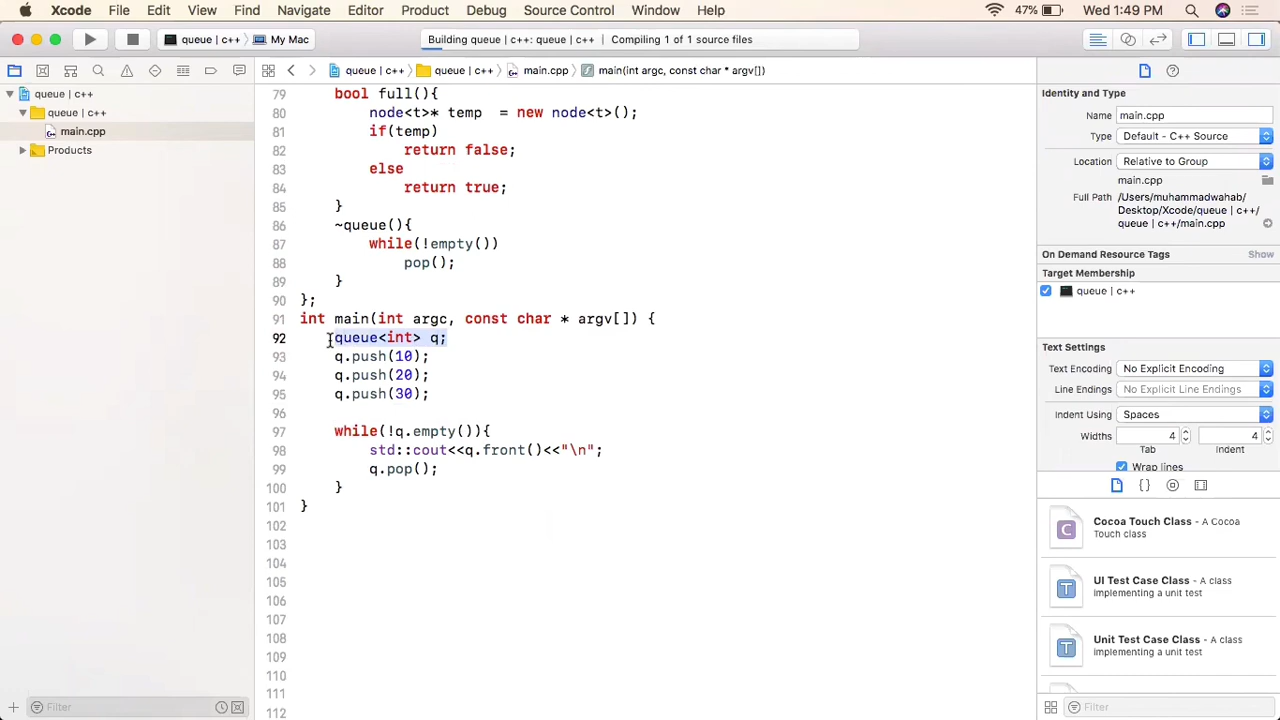 Xcode File Edit View Find Navigate Editor Product Debug Source Control Window Help 47% Wed 1:49 PM
queue | c++ My Mac Building queue | c++: queue | c++ | Compiling 1 of 1 source files
queue | c++ queue | c++ main.cpp main(int argc, const char * argv[])
queue | c++
queue | c++
main.cpp
Products
79 bool full(){
80 node<t>* temp = new node<t>();
81 if(temp)
82 return false;
83 else
84 return true;
85 }
86 ~queue(){
87 while(!empty())
88 pop();
89 }
90 };
91 int main(int argc, const char * argv[]) {
92 queue<int> q;
93 q.push(10);
94 q.push(20);
95 q.push(30);
96
97 while(!q.empty()){
98 std::cout<<q.front()<<"\n";
99 q.pop();
100 }
101 }
102
103
104
105
106
107
108
109
110
111
112
Identity and Type
Name main.cpp
Type Default - C++ Source
Location Relative to Group
main.cpp
Full Path /Users/muhammadwahab/
Desktop/Xcode/queue | c++/
queue | c++/main.cpp
On Demand Resource Tags Show
Target Membership
queue | c++
Text Settings
Text Encoding No Explicit Encoding
Line Endings No Explicit Line Endings
Indent Using Spaces
Widths 4 4
Tab Indent
Wrap lines
{}
C Cocoa Touch Class - A Cocoa
Touch class
T UI Test Case Class - A class
implementing a unit test
T Unit Test Case Class - A class
implementing a unit test
Filter
Filter